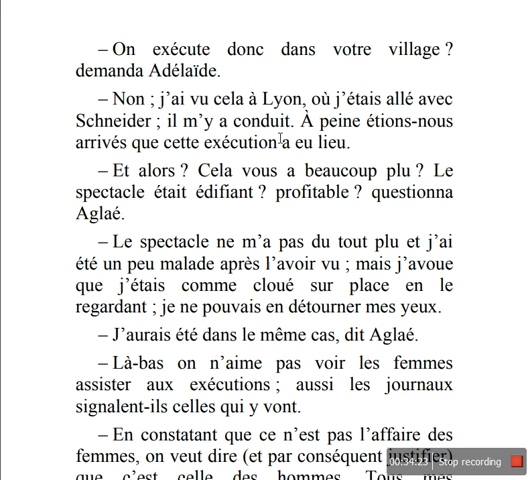 – On exécute donc dans votre village ?
demanda Adélaïde.
– Non ; j’ai vu cela à Lyon, où j’étais allé avec
Schneider ; il m’y a conduit. À peine étions-nous
arrivés que cette exécution a eu lieu.
– Et alors ? Cela vous a beaucoup plu ? Le
spectacle était édifiant ? profitable ? questionna
Aglaé.
– Le spectacle ne m’a pas du tout plu et j’ai
été un peu malade après l’avoir vu ; mais j’avoue
que j’étais comme cloué sur place en le
regardant ; je ne pouvais en détourner mes yeux.
– J’aurais été dans le même cas, dit Aglaé.
– Là-bas on n’aime pas voir les femmes
assister aux exécutions ; aussi les journaux
signalent-ils celles qui y vont.
– En constatant que ce n’est pas l’affaire des
femmes, on veut dire (et par conséquent justifier)
que c’est celle des hommes. Tous mes
00:34:23 Stop recording